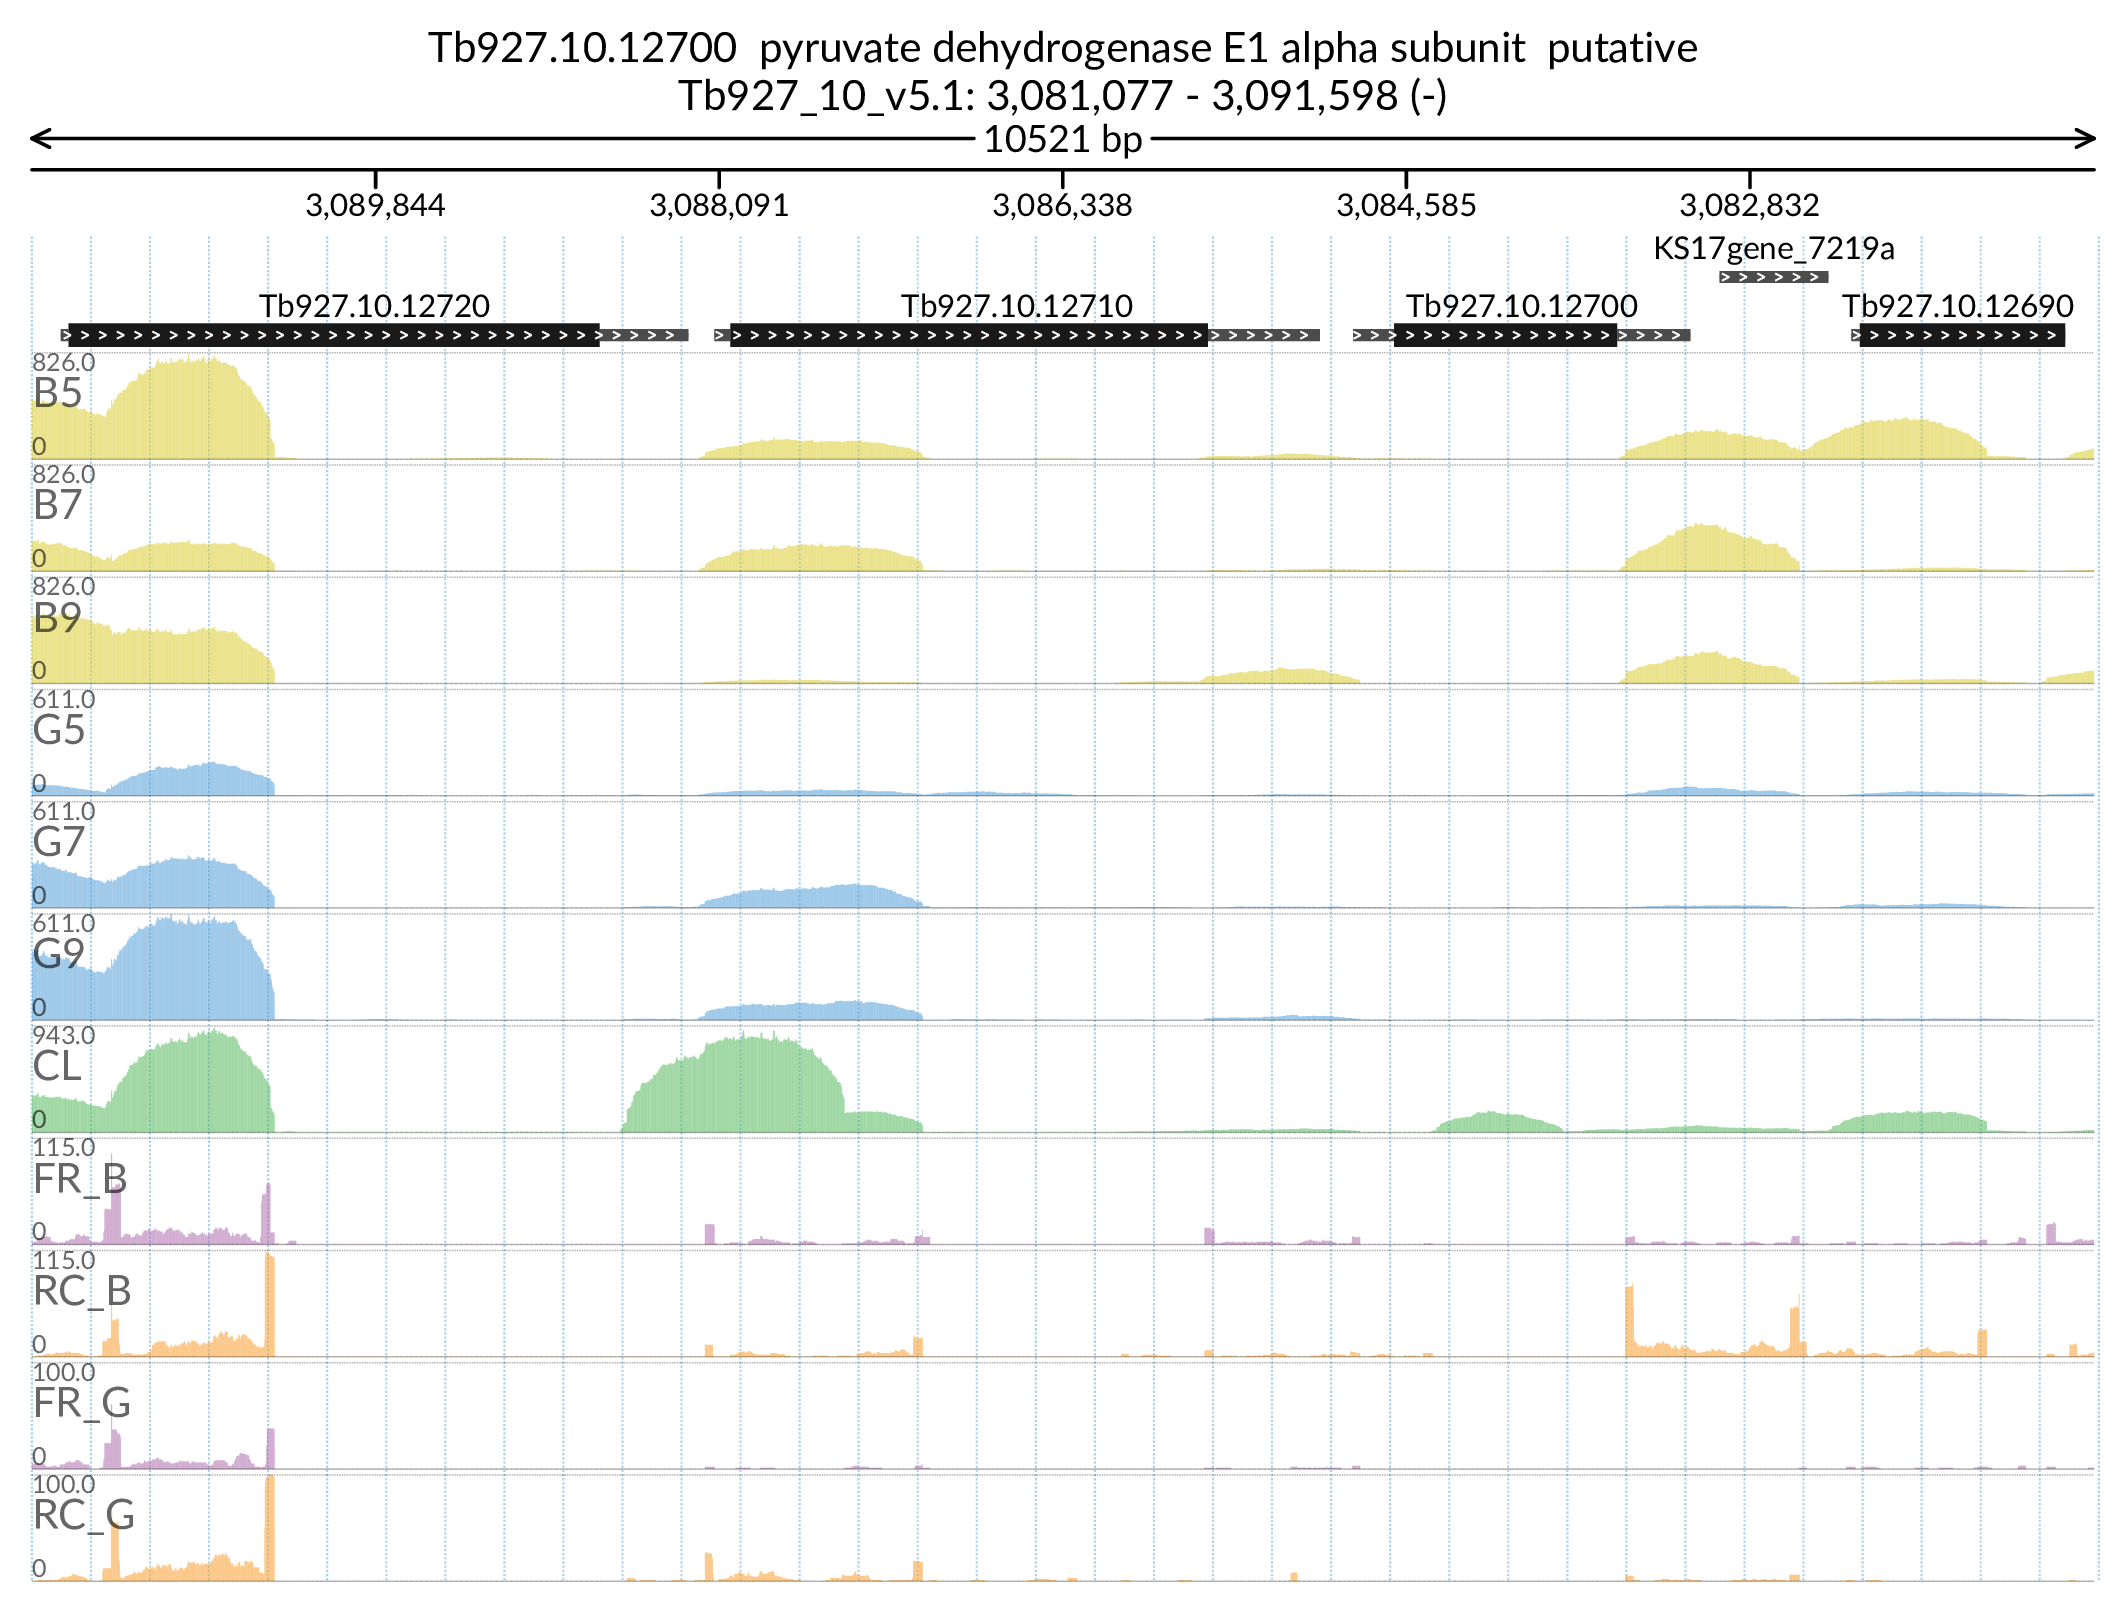 Tb927.10.12700  pyruvate dehydrogenase E1 alpha subunit  putative
Tb927_10_v5.1: 3,081,077 - 3,091,598 (-)
10521 bp
3,089,844 3,088,091 3,086,338 3,084,585 3,082,832
KS17gene_7219a
Tb927.10.12720 Tb927.10.12710 Tb927.10.12700 Tb927.10.12690
826.0
B5
0
826.0
B7
0
826.0
B9
0
611.0
G5
0
611.0
G7
0
611.0
G9
0
943.0
CL
0
115.0
FR_B
0
115.0
RC_B
0
100.0
FR_G
0
100.0
RC_G
0